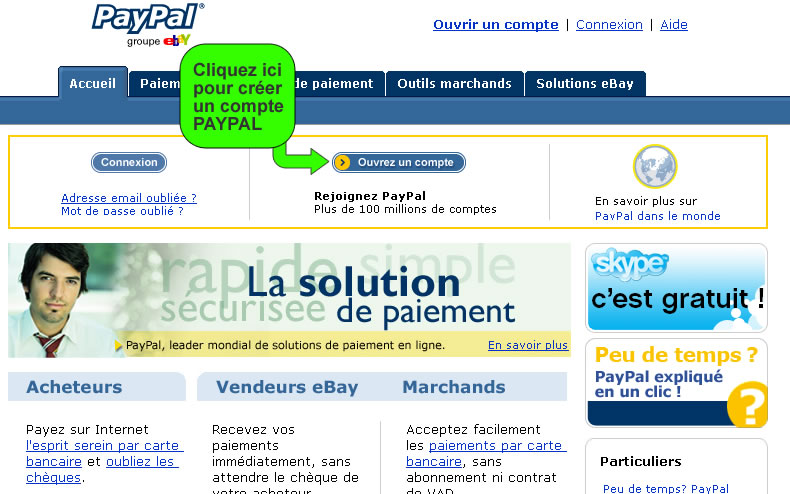 PayPal®
groupe ebY
Ouvrir un compte | Connexion | Aide
Accueil
Paiem
de paiement
Outils marchands
Solutions eBay
Cliquez ici
pour créer
un compte
PAYPAL
Connexion
Adresse email oubliée ?
Mot de passe oublié ?
Ouvrez un compte
Rejoignez PayPal
Plus de 100 millions de comptes
En savoir plus sur
PayPal dans le monde
rapide simple
sécurisée
La solution
de paiement
PayPal, leader mondial de solutions de paiement en ligne.
En savoir plus
skype™
c'est gratuit !
Peu de temps ?
PayPal expliqué
en un clic !
?
Acheteurs
Payez sur Internet
l'esprit serein par carte
bancaire et oubliez les
chèques.
Vendeurs eBay
Recevez vos
paiements
immédiatement, sans
attendre le chèque de
votre acheteur
Marchands
Acceptez facilement
les paiements par carte
bancaire, sans
abonnement ni contrat
de VAD
Particuliers
Peu de temps? PayPal